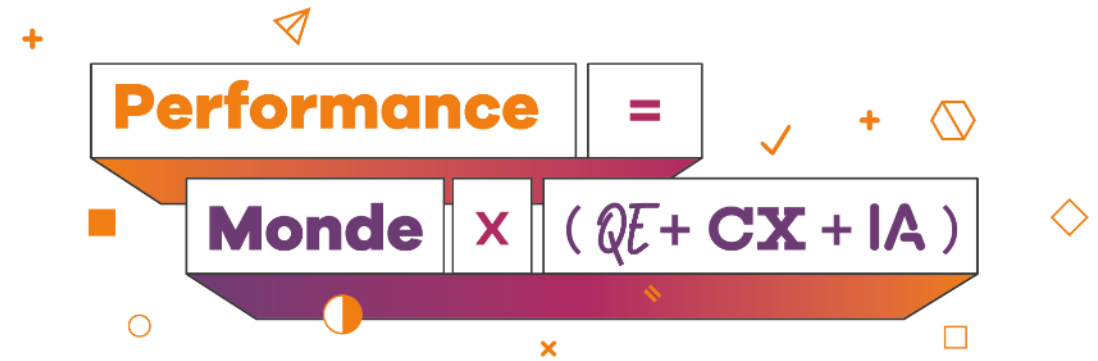 Performance =
Monde x (QE + CX + IA)